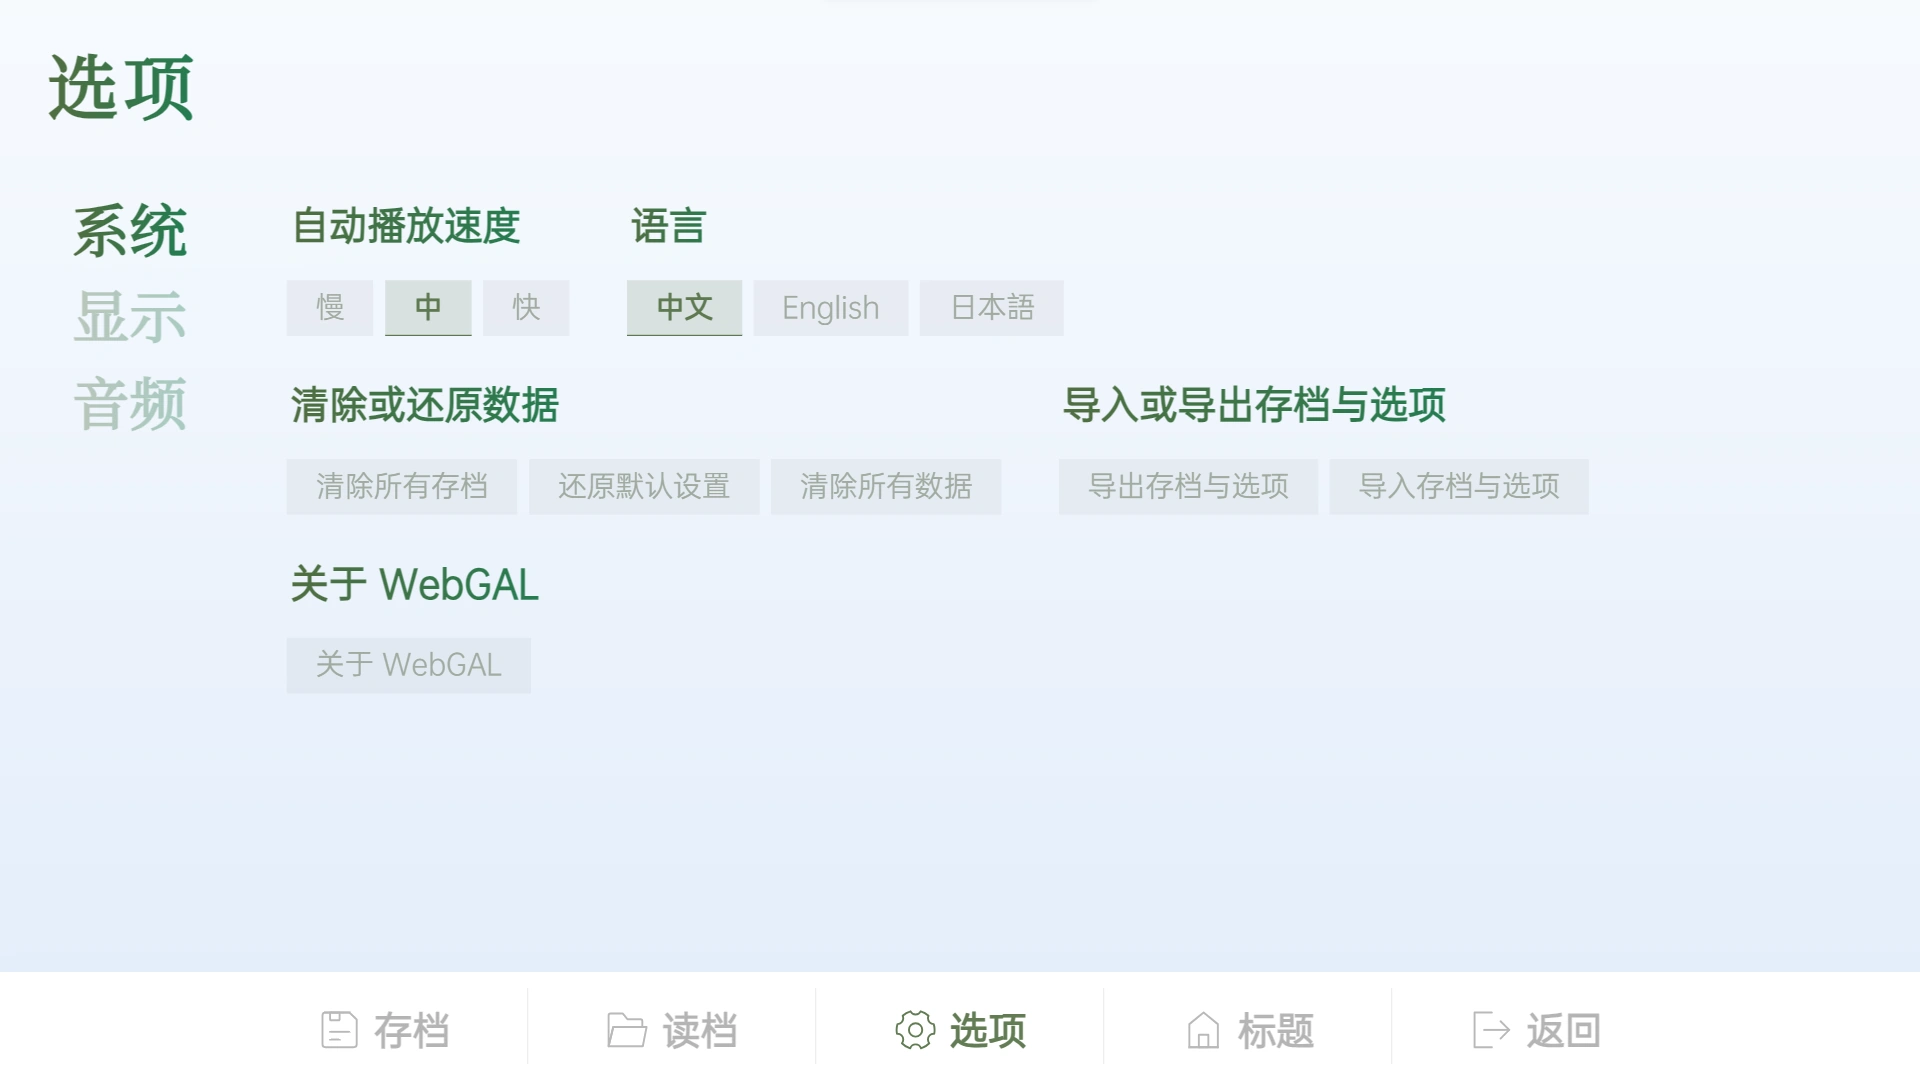 选项
系统
显示
音频
自动播放速度
慢 中 快
语言
中文 English 日本語
清除或还原数据
清除所有存档 还原默认设置 清除所有数据
导入或导出存档与选项
导出存档与选项 导入存档与选项
关于 WebGAL
关于 WebGAL
存档 读档 选项 标题 返回